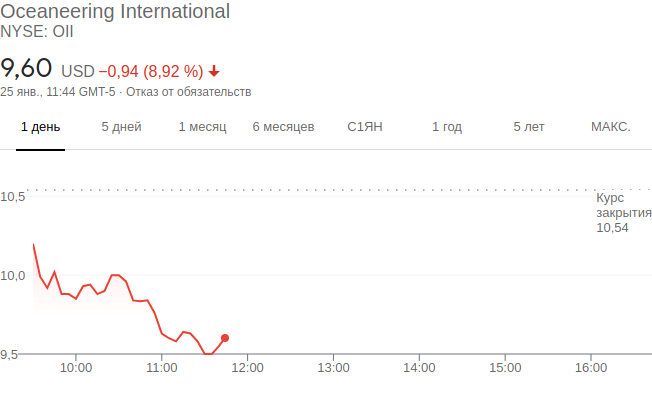 Oceaneering International
NYSE: OII
9,60 USD −0,94 (8,92 %)
25 янв., 11:44 GMT-5 · Отказ от обязательств
1 день 5 дней 1 месяц 6 месяцев С1ЯН 1 год 5 лет МАКС.
10,5
Курс
закрытия
10,54
10,0
9,5
10:00 11:00 12:00 13:00 14:00 15:00 16:00